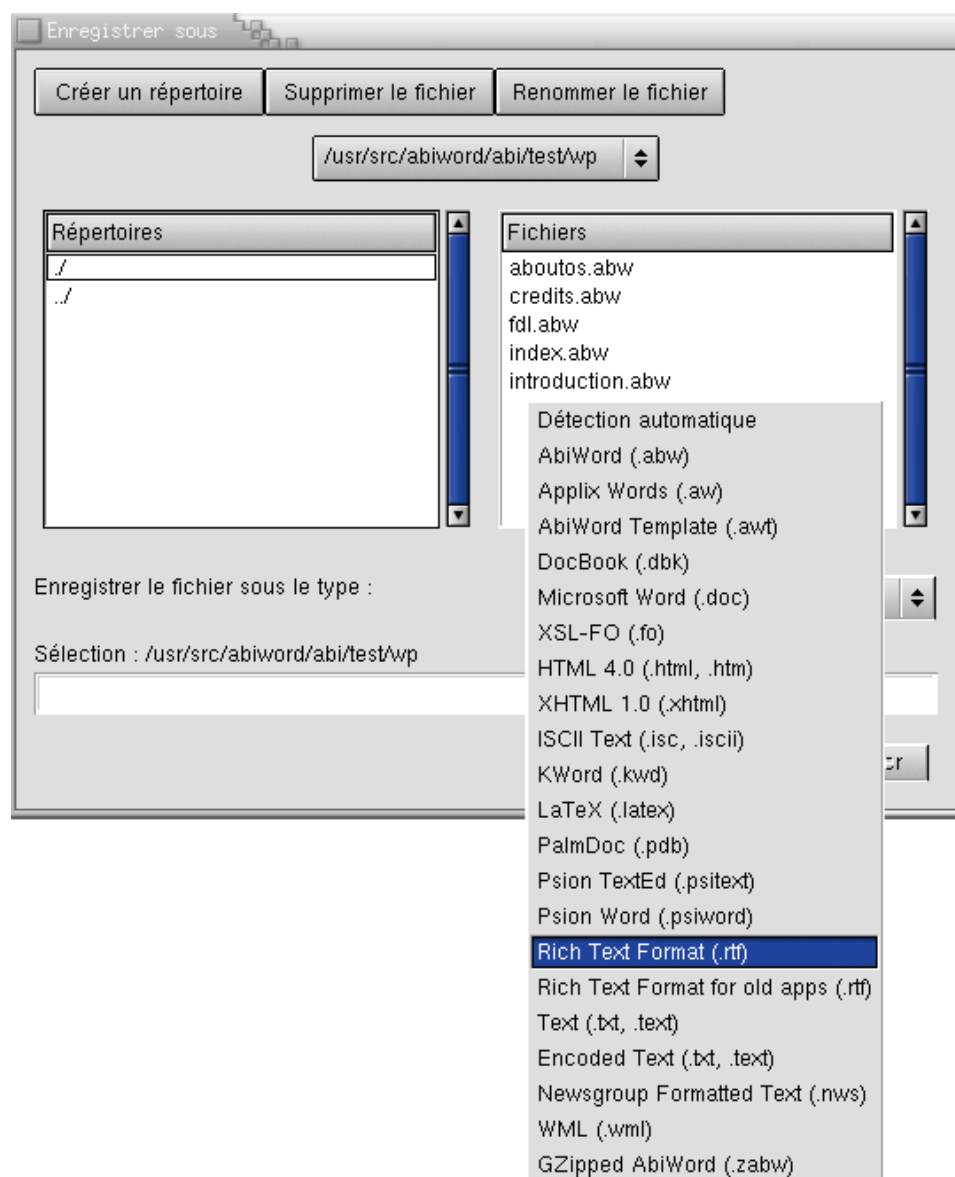 Enregistrer sous
Créer un répertoire
Supprimer le fichier
Renommer le fichier
/usr/src/abiword/abi/test/wp
Répertoires
./
../
Fichiers
aboutos.abw
credits.abw
fdl.abw
index.abw
introduction.abw
Enregistrer le fichier sous le type :
Sélection : /usr/src/abiword/abi/test/wp
Détection automatique
AbiWord (.abw)
Applix Words (.aw)
AbiWord Template (.awt)
DocBook (.dbk)
Microsoft Word (.doc)
XSL-FO (.fo)
HTML 4.0 (.html, .htm)
XHTML 1.0 (.xhtml)
ISCII Text (.isc, .iscii)
KWord (.kwd)
LaTeX (.latex)
PalmDoc (.pdb)
Psion TextEd (.psitext)
Psion Word (.psiword)
Rich Text Format (.rtf)
Rich Text Format for old apps (.rtf)
Text (.txt, .text)
Encoded Text (.txt, .text)
Newsgroup Formatted Text (.nws)
WML (.wml)
GZipped AbiWord (.zabw)